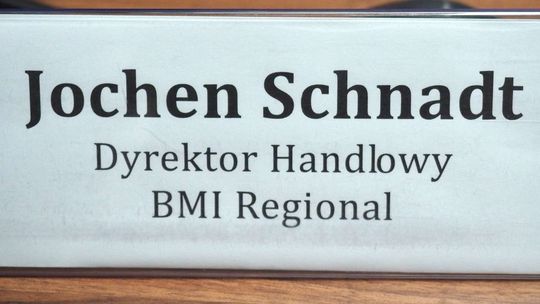 Jochen Schnadt
Dyrektor Handlowy
BMI Regional